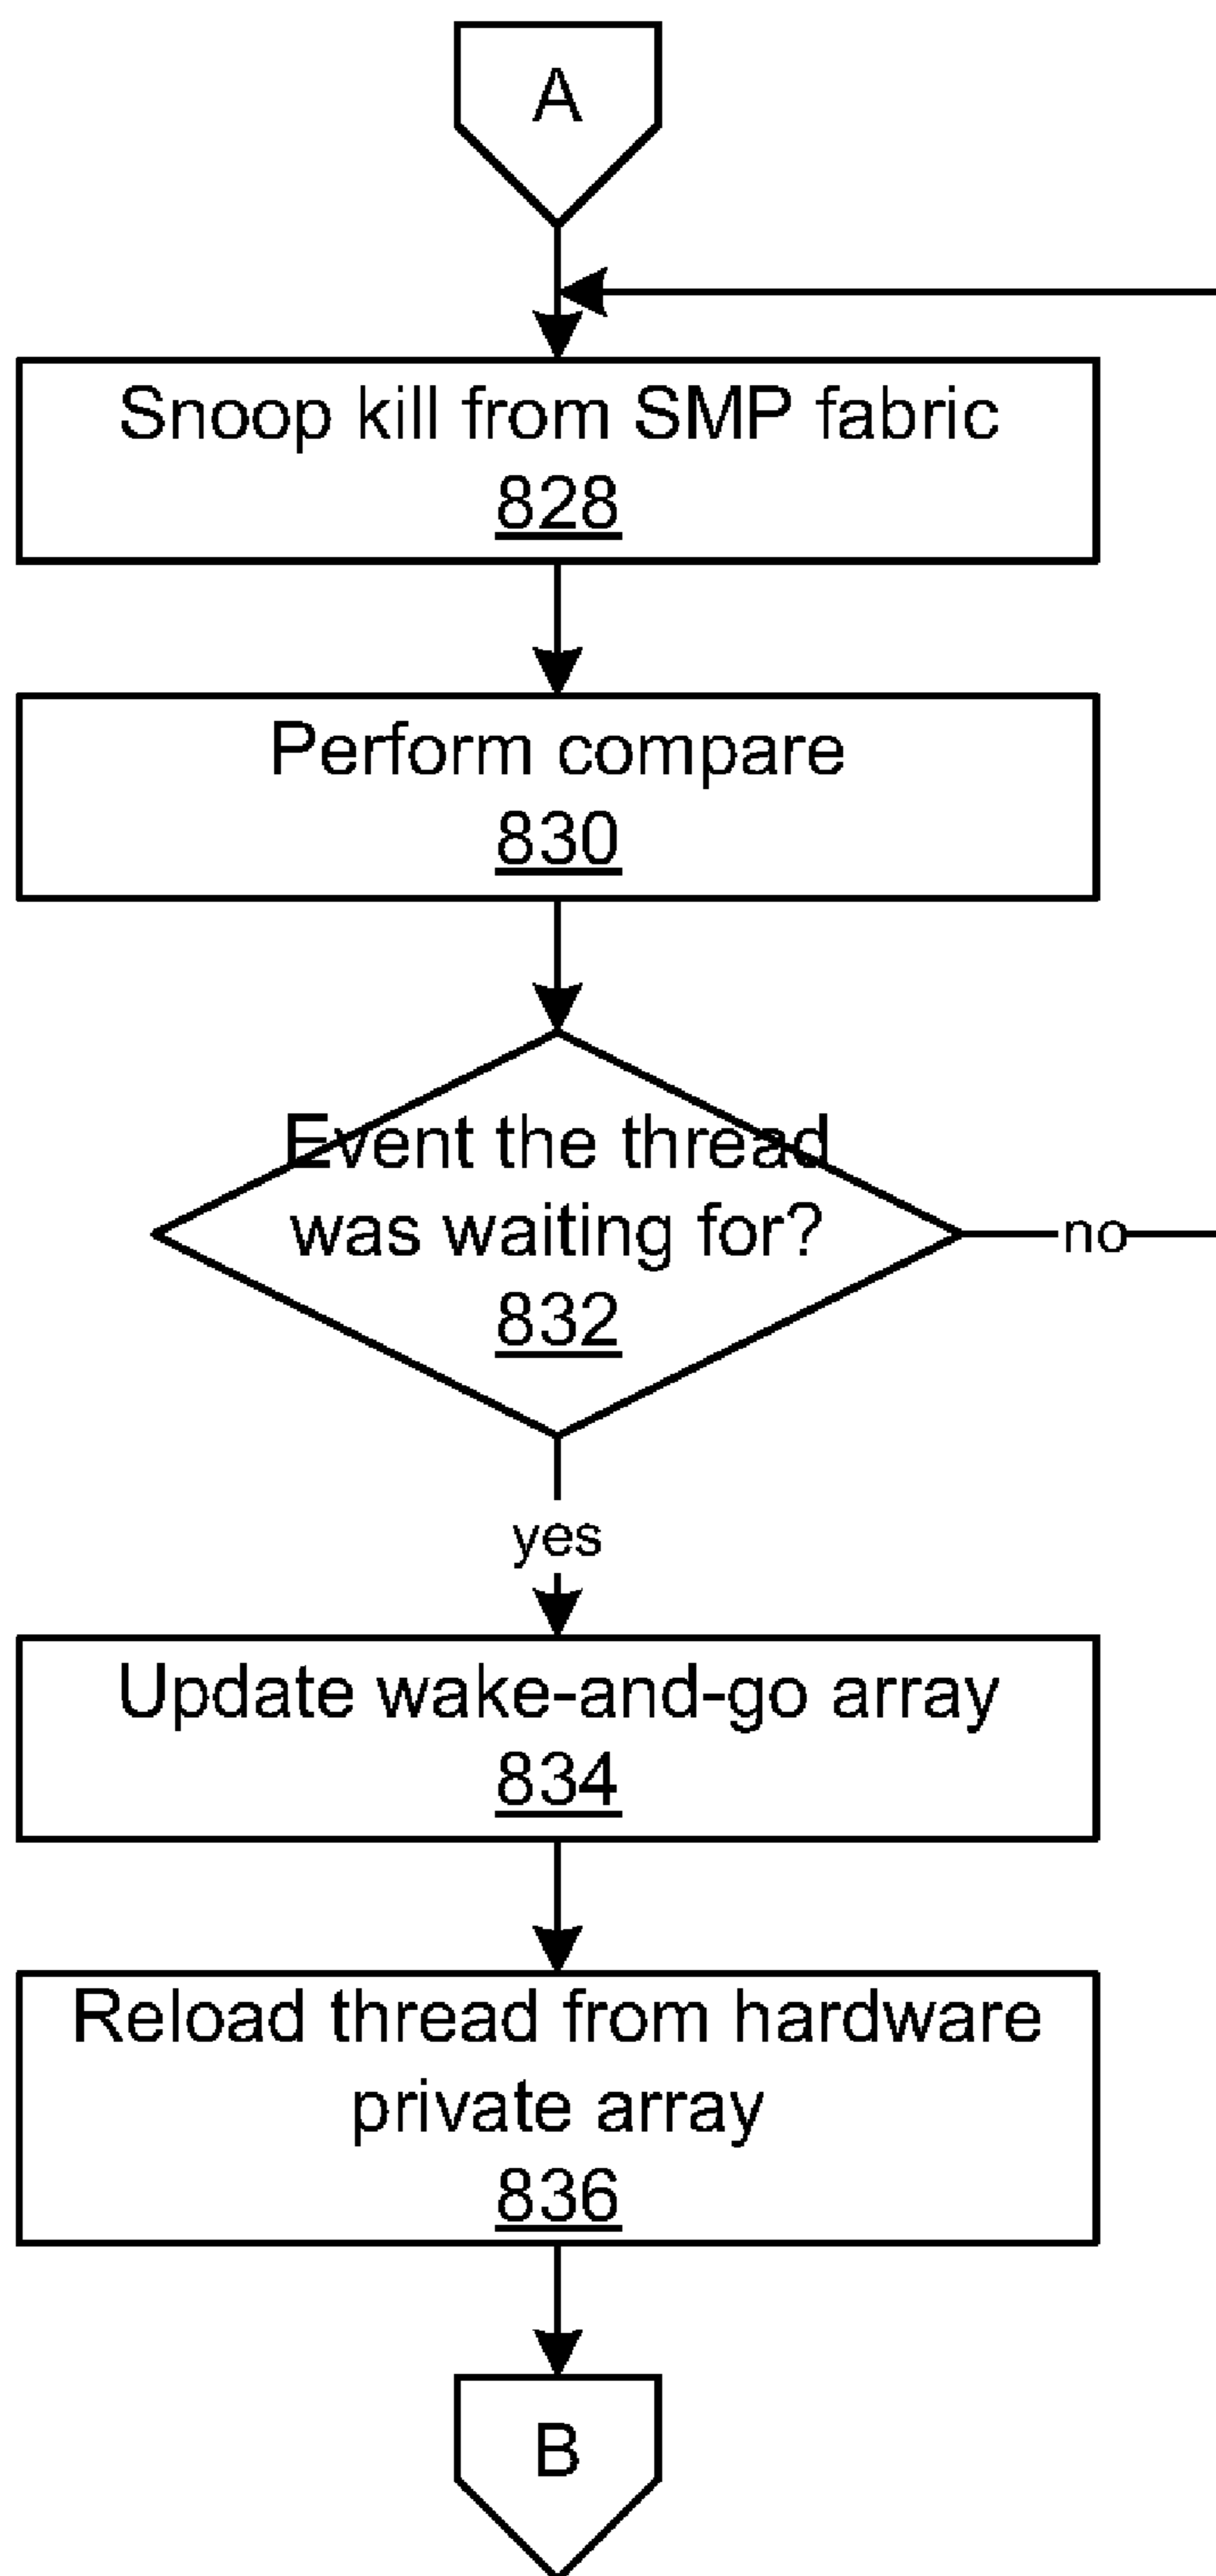 A
Snoop kill from SMP fabric
828
Perform compare
830
Event the thread
was waiting for?
832
no
yes
Update wake-and-go array
834
Reload thread from hardware
private array
836
B